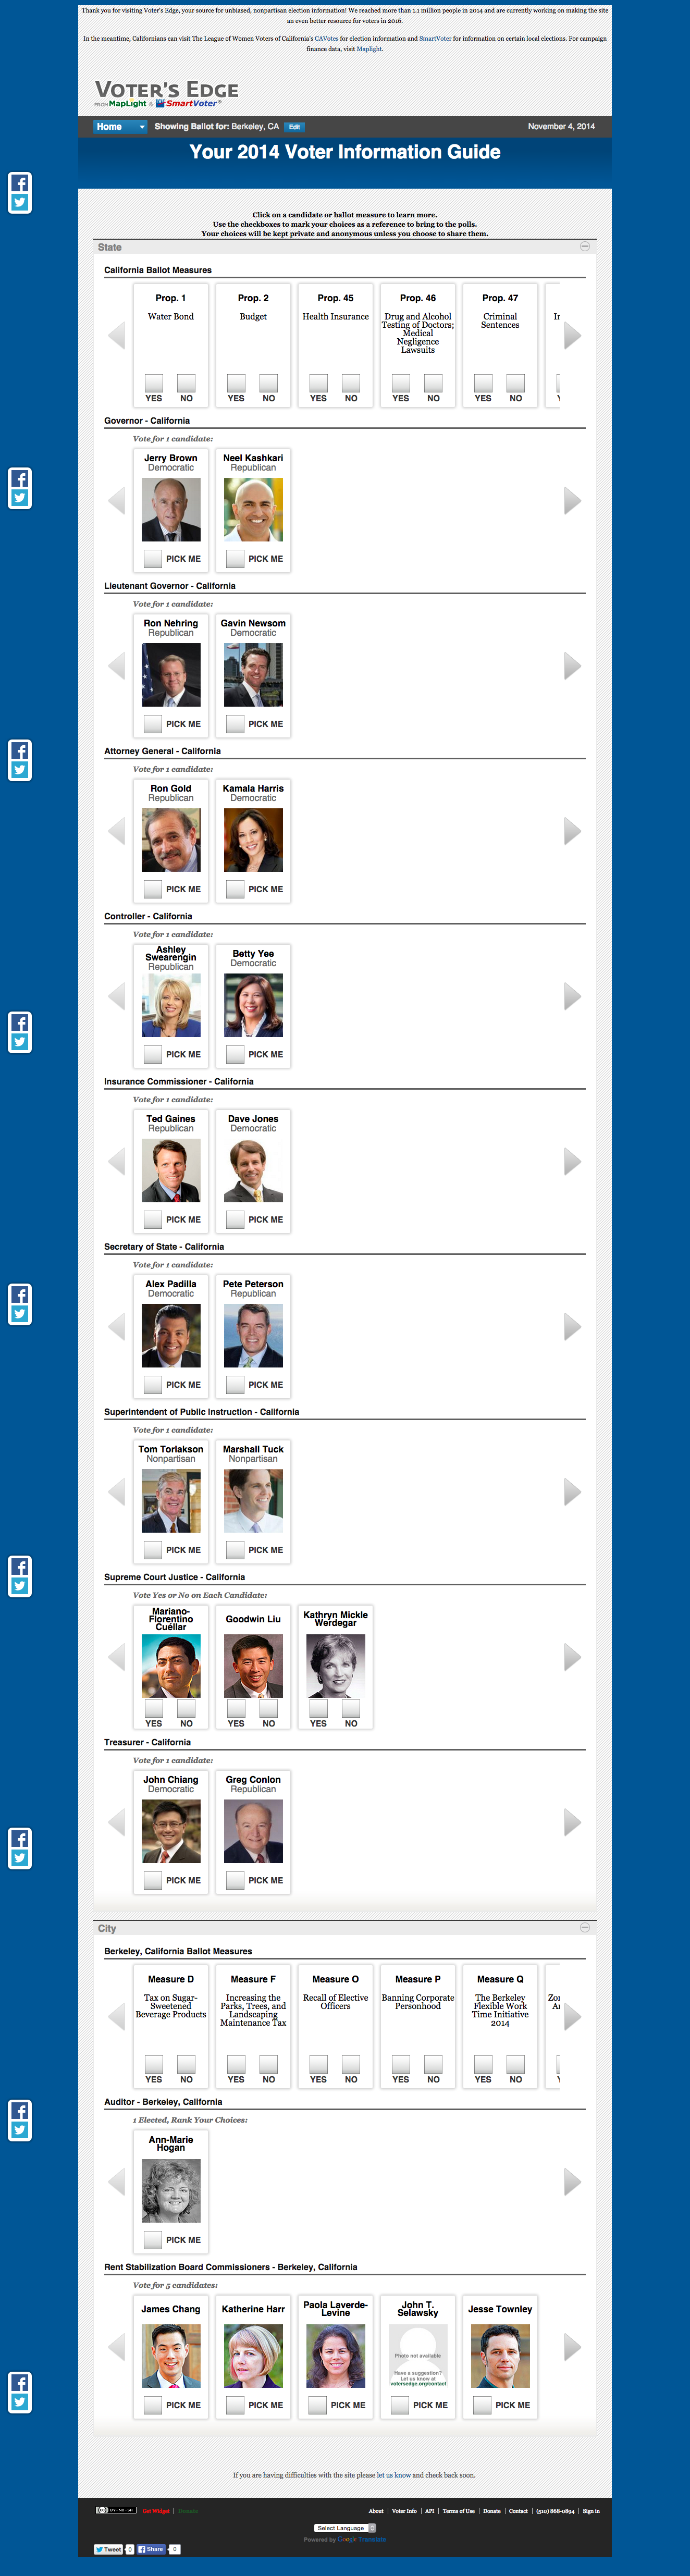 Thank you for visiting Voter's Edge, your source for unbiased, nonpartisan election information! We reached more than 1.1 million people in 2014 and are currently working on making the site
an even better resource for voters in 2016.
In the meantime, Californians can visit The League of Women Voters of California's CAVotes for election information and SmartVoter for information on certain local elections. For campaign
finance data, visit Maplight.
VOTER'S EDGE
FROM MapLight & SmartVoter®
Home Showing Ballot for: Berkeley, CA Edit November 4, 2014
Your 2014 Voter Information Guide
Click on a candidate or ballot measure to learn more.
Use the checkboxes to mark your choices as a reference to bring to the polls.
Your choices will be kept private and anonymous unless you choose to share them.
State
California Ballot Measures
Prop. 1 Prop. 2 Prop. 45 Prop. 46 Prop. 47
Water Bond Budget Health Insurance Drug and Alcohol Criminal
Testing of Doctors; Sentences
Medical
Negligence
Lawsuits
YES NO YES NO YES NO YES NO YES NO
Governor - California
Vote for 1 candidate:
Jerry Brown Neel Kashkari
Democratic Republican
PICK ME PICK ME
Lieutenant Governor - California
Vote for 1 candidate:
Ron Nehring Gavin Newsom
Republican Democratic
PICK ME PICK ME
Attorney General - California
Vote for 1 candidate:
Ron Gold Kamala Harris
Republican Democratic
PICK ME PICK ME
Controller - California
Vote for 1 candidate:
Ashley
Swearengin Betty Yee
Republican Democratic
PICK ME PICK ME
Insurance Commissioner - California
Vote for 1 candidate:
Ted Gaines Dave Jones
Republican Democratic
PICK ME PICK ME
Secretary of State - California
Vote for 1 candidate:
Alex Padilla Pete Peterson
Democratic Republican
PICK ME PICK ME
Superintendent of Public Instruction - California
Vote for 1 candidate:
Tom Torlakson Marshall Tuck
Nonpartisan Nonpartisan
PICK ME PICK ME
Supreme Court Justice - California
Vote Yes or No on Each Candidate:
Mariano-
Florentino Goodwin Liu Kathryn Mickle
Cuéllar Werdegar
YES NO YES NO YES NO
Treasurer - California
Vote for 1 candidate:
John Chiang Greg Conlon
Democratic Republican
PICK ME PICK ME
City
Berkeley, California Ballot Measures
Measure D Measure F Measure O Measure P Measure Q
Tax on Sugar- Increasing the Recall of Elective Banning Corporate The Berkeley
Sweetened Parks, Trees, and Officers Personhood Flexible Work
Beverage Products Landscaping Time Initiative
Maintenance Tax 2014
YES NO YES NO YES NO YES NO YES NO
Auditor - Berkeley, California
1 Elected, Rank Your Choices:
Ann-Marie
Hogan
PICK ME
Rent Stabilization Board Commissioners - Berkeley, California
Vote for 5 candidates:
James Chang Katherine Harr Paola Laverde-Levine John T. Selawsky Jesse Townley
Photo not available
Have a suggestion?
Let us know at
votersedge.org/contact
PICK ME PICK ME PICK ME PICK ME PICK ME
If you are having difficulties with the site please let us know and check back soon.
(cc) BY-NC-SA Get Widget | Donate About | Voter Info | API | Terms of Use | Donate | Contact | (510) 868-0894 | Sign in
Select Language
Powered by Google Translate
Tweet 0 Share 0